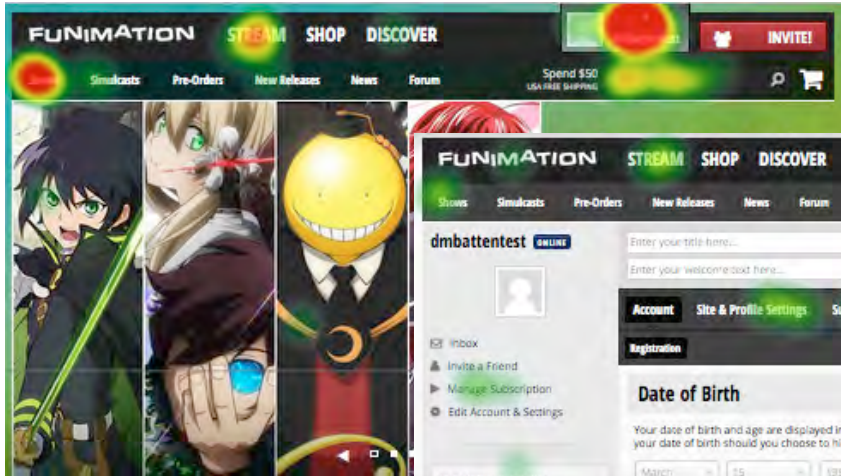 FUNIMATION
STREAM SHOP DISCOVER
INVITE!
Shows Simulcasts Pre-Orders New Releases News Forum
Spend $50
USA FREE SHIPPING
FUNIMATION
STREAM SHOP DISCOVER
Shows Simulcasts Pre-Orders New Releases News Forum
dmbattentest ONLINE
Enter your title here...
Enter your welcome text here...
Account Site & Profile Settings
Registration
Inbox
Invite a Friend
Manage Subscription
Edit Account & Settings
Date of Birth
Your date of birth and age are displayed
your date of birth should you choose to
March 15